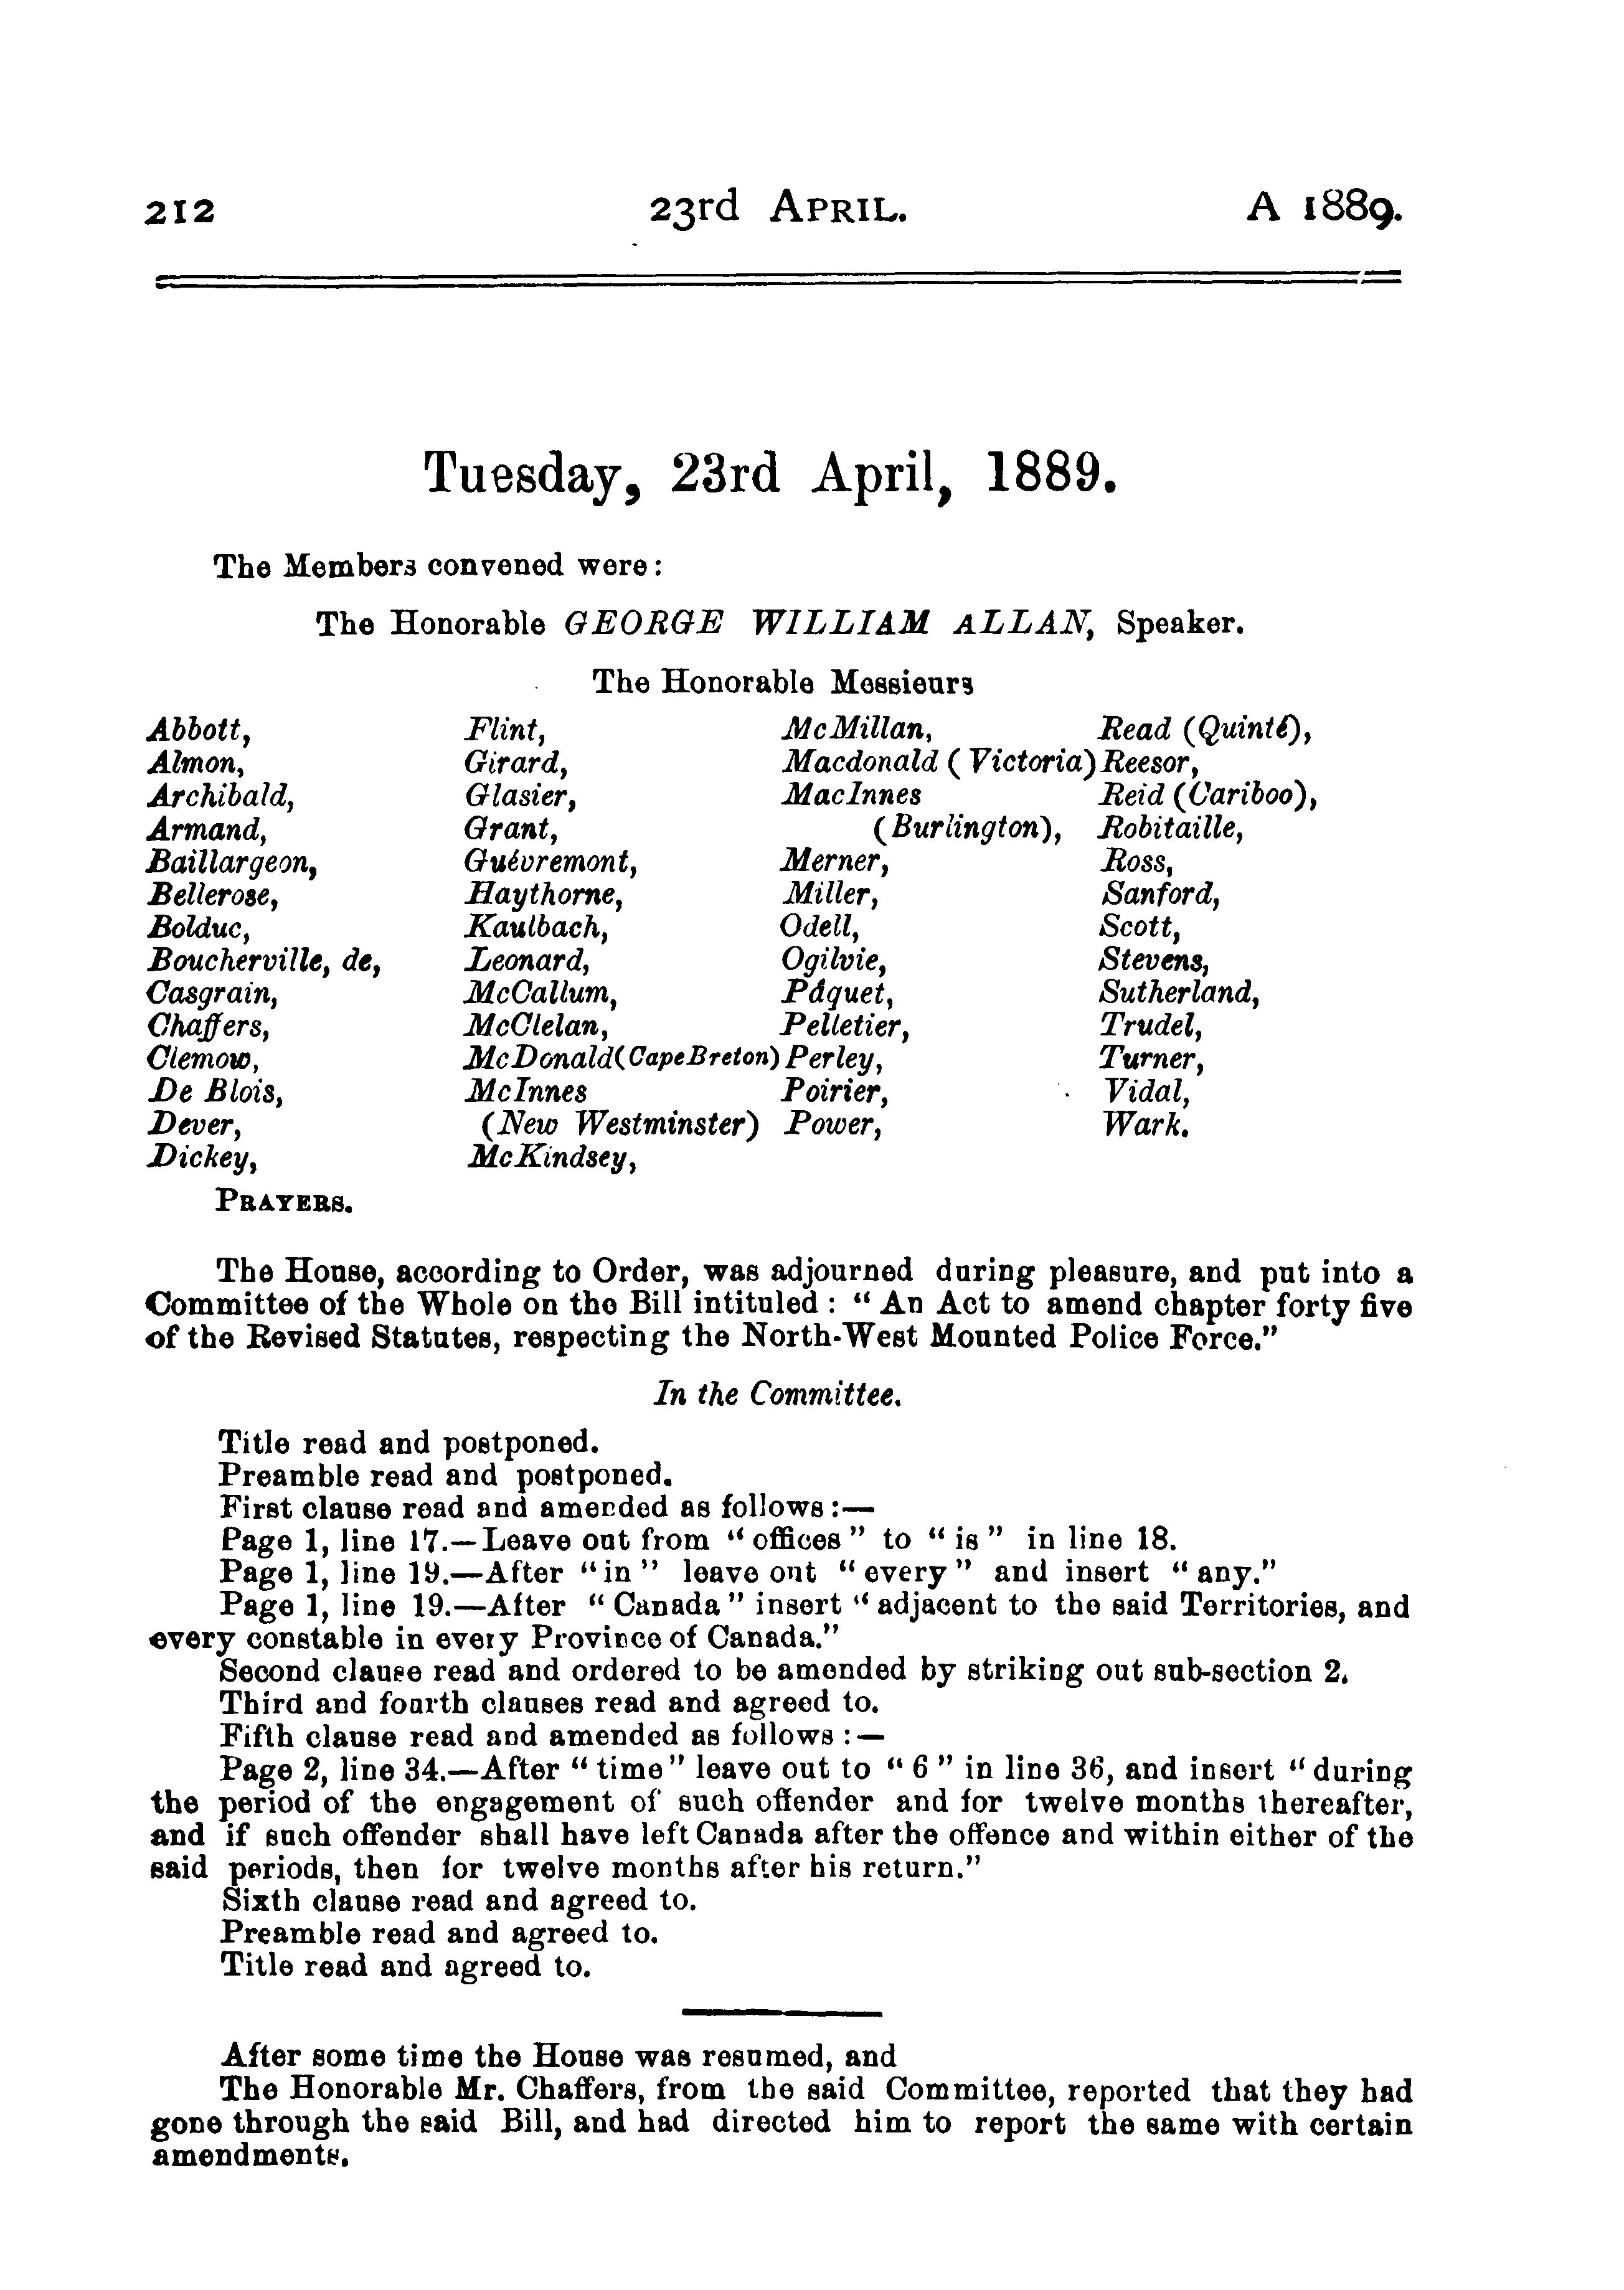 212 23rd APRIL. A 1889.
Tuesday, 23rd April, 1889.
The Members convened were:
The Honorable GEORGE WILLIAM ALLAN, Speaker.
The Honorable Messieurs
Abbott,
Almon,
Archibald,
Armand,
Baillargeon,
Bellerose,
Bolduc,
Boucherville, de,
Casgrain,
Chaffers,
Clemow,
De Blois,
Dever,
Dickey,
Flint,
Girard,
Glasier,
Grant,
Guévremont,
Haythorne,
Kaulbach,
Leonard,
McCallum,
McClelan,
McDonald (Cape Breton)
McInnes
(New Westminster)
McKindsey,
McMillan,
Macdonald (Victoria)
MacInnes
(Burlington),
Merner,
Miller,
Odell,
Ogilvie,
Pâquet,
Pelletier,
Perley,
Poirier,
Power,
Read (Quinté),
Reesor,
Reid (Cariboo),
Robitaille,
Ross,
Sanford,
Scott,
Stevens,
Sutherland,
Trudel,
Turner,
Vidal,
Wark.
PRAYERS.
The House, according to Order, was adjourned during pleasure, and put into a
Committee of the Whole on the Bill intituled : " An Act to amend chapter forty five
of the Revised Statutes, respecting the North-West Mounted Police Force."
In the Committee.
Title read and postponed.
Preamble read and postponed.
First clause read and amended as follows :—
Page 1, line 17.—Leave out from " offices " to " is " in line 18.
Page 1, line 19.—After " in " leave out " every " and insert " any."
Page 1, line 19.—After " Canada " insert " adjacent to the said Territories, and
every constable in every Province of Canada."
Second clause read and ordered to be amended by striking out sub-section 2.
Third and fourth clauses read and agreed to.
Fifth clause read and amended as follows :—
Page 2, line 34.—After " time " leave out to " 6 " in line 36, and insert " during
the period of the engagement of such offender and for twelve months thereafter,
and if such offender shall have left Canada after the offence and within either of the
said periods, then for twelve months after his return."
Sixth clause read and agreed to.
Preamble read and agreed to.
Title read and agreed to.
After some time the House was resumed, and
The Honorable Mr. Chaffers, from the said Committee, reported that they had
gone through the said Bill, and had directed him to report the same with certain
amendments.